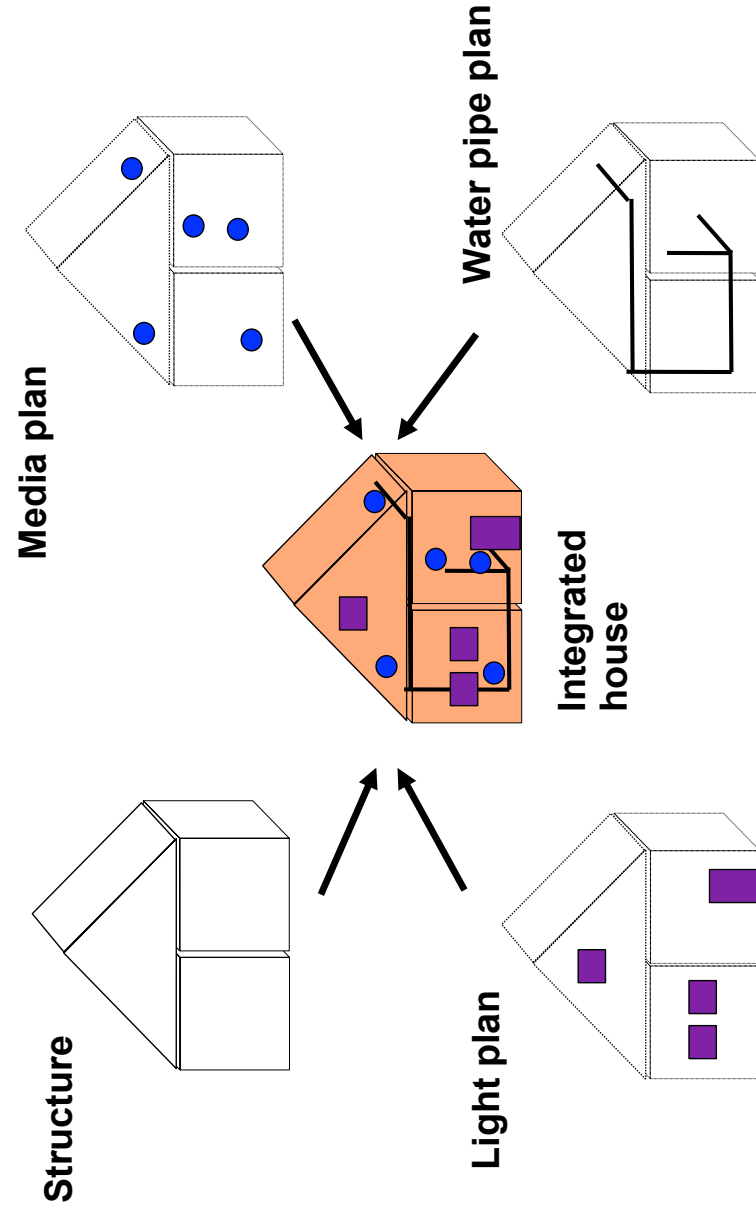 Structure
Media plan
Integrated
house
Light plan
Water pipe plan